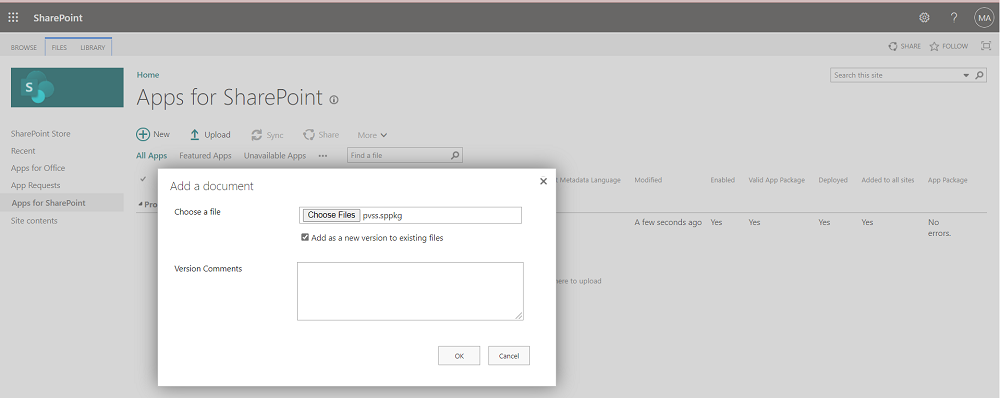 SharePoint
?
MA
BROWSE FILES LIBRARY
SHARE FOLLOW
S
Home
Search this site
Apps for SharePoint
New Upload Sync Share More
All Apps Featured Apps Unavailable Apps ••• Find a file
SharePoint Store
Recent
Apps for Office
App Requests
Apps for SharePoint
Site contents
Metadata Language Modified Enabled Valid App Package Deployed Added to all sites App Package
Pro
A few seconds ago Yes Yes Yes Yes No
errors.
here to upload
Add a document
Choose a file
Choose Files pvss.sppkg
Add as a new version to existing files
Version Comments
OK Cancel